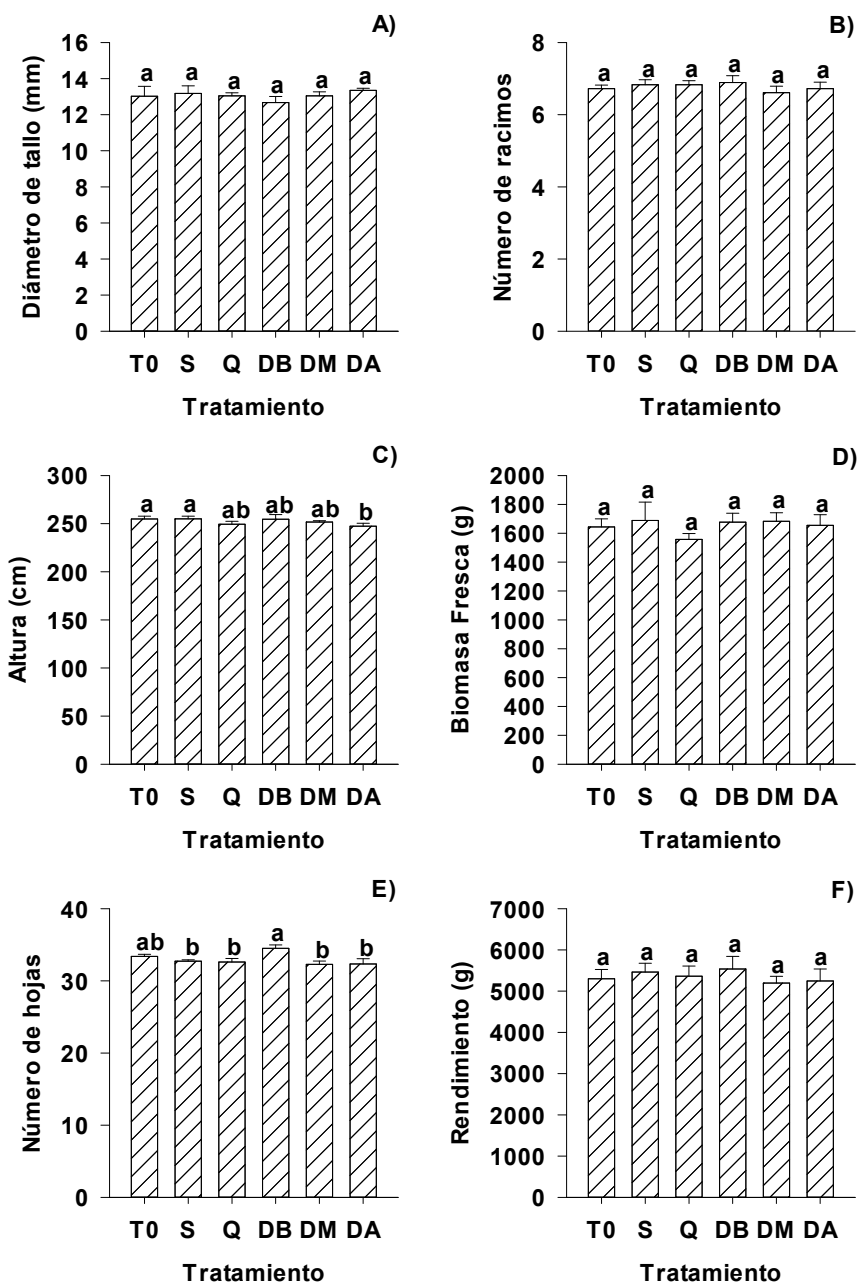 A)
Diámetro de tallo (mm)
16
14
12
10
8
6
4
2
0
a a a a a a
T0 S Q DB DM DA
Tratamiento
B)
Número de racimos
8
6
4
2
0
a a a a a a
T0 S Q DB DM DA
Tratamiento
C)
Altura (cm)
300
250
200
150
100
50
0
a a ab ab ab b
T0 S Q DB DM DA
Tratamiento
D)
Biomasa Fresca (g)
2000
1800
1600
1400
1200
1000
800
600
400
200
0
a a a a a a
T0 S Q DB DM DA
Tratamiento
E)
Número de hojas
40
30
20
10
0
ab b b a b b
T0 S Q DB DM DA
Tratamiento
F)
Rendimiento (g)
7000
6000
5000
4000
3000
2000
1000
0
a a a a a a
T0 S Q DB DM DA
Tratamiento